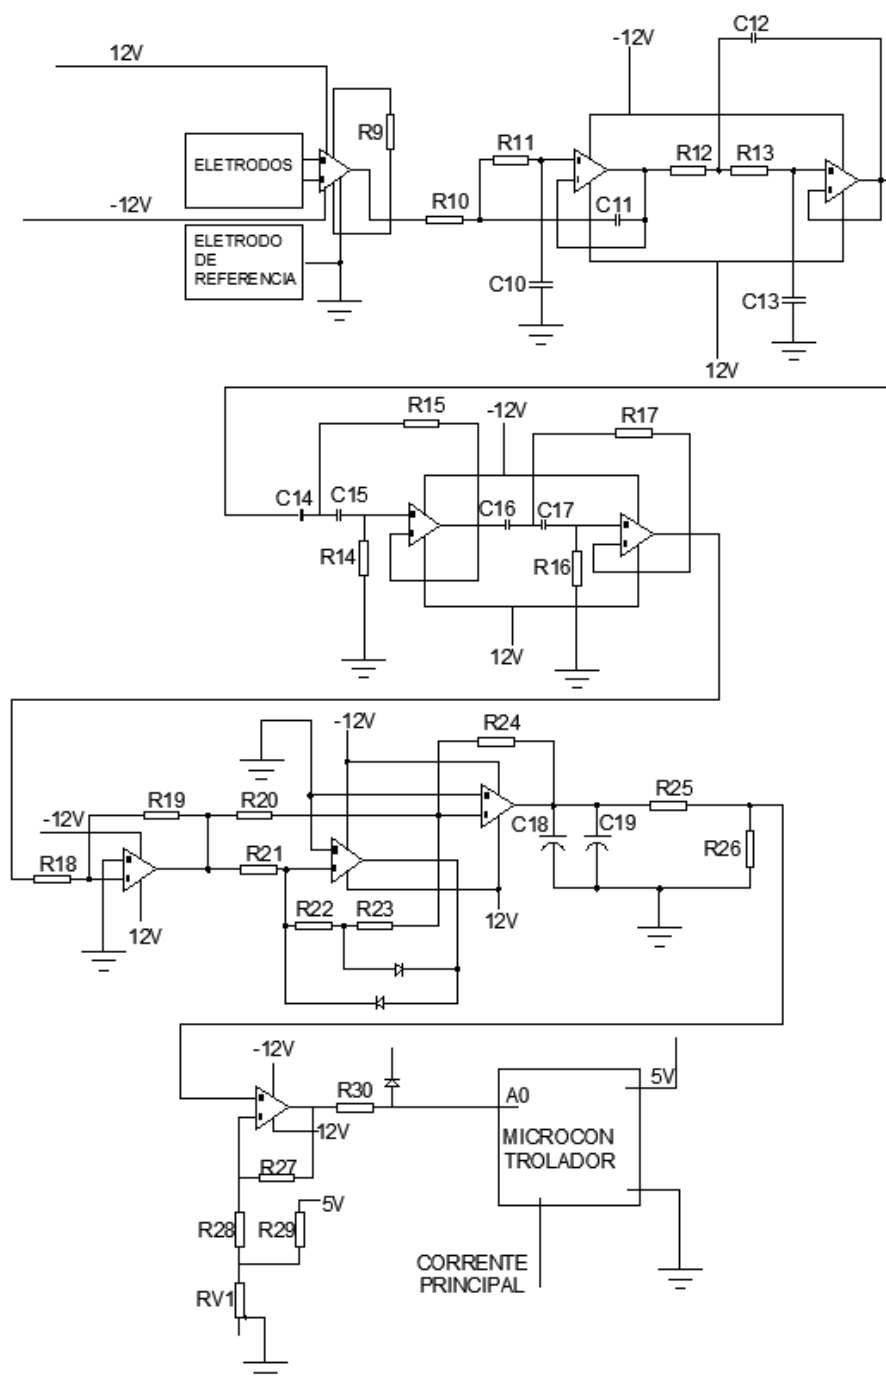 12V
-12V
C12
R9
R11
ELETRODOS
R12
R13
-12V
R10
C11
ELETRODO
DE
REFERENCIA
C10
C13
12V
R15
-12V
R17
C14
C15
C16
C17
R14
R16
12V
-12V
R24
R19
R20
R25
-12V
C18
C19
R18
R21
R26
12V
R22
R23
12V
-12V
R30
5V
A0
12V
MICROCON
TROLADOR
R27
5V
R28
R29
CORRENTE
PRINCIPAL
RV1